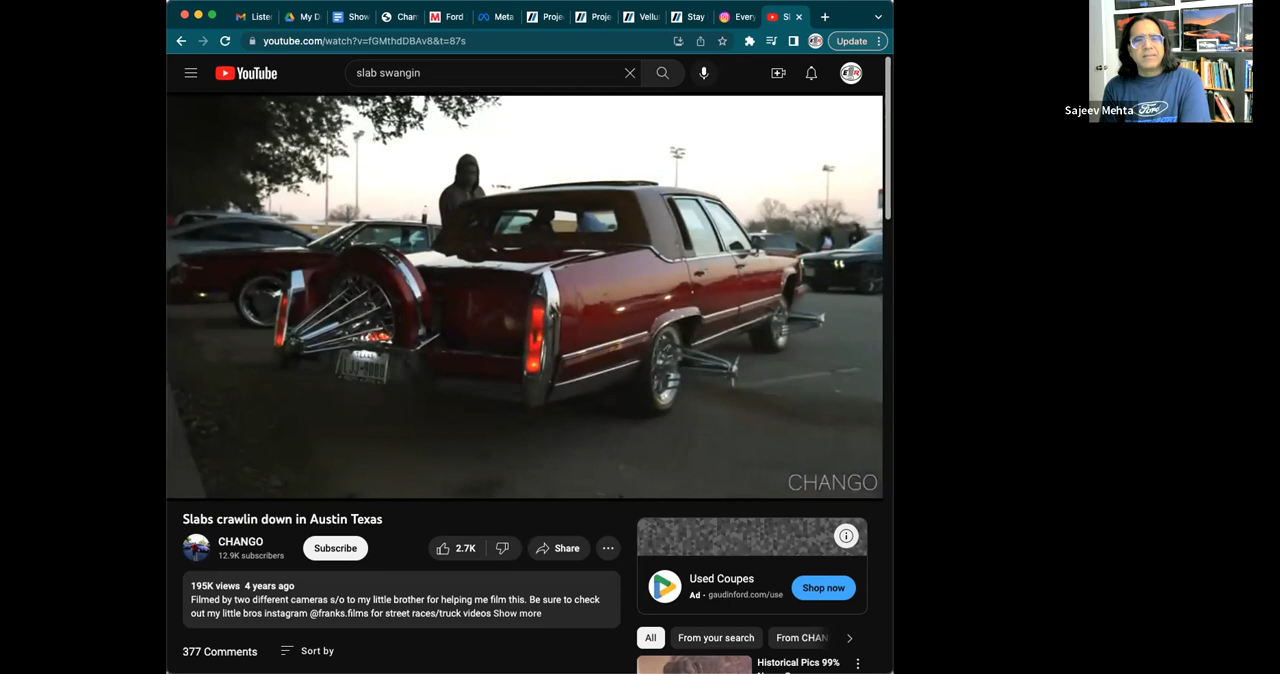 Liste
My D
Show
Chan
Ford
Meta
Proje
Proje
Vellu
Stay
Every
Sl
youtube.com/watch?v=fGMthdDBAv8&t=87s
Update
YouTube
slab swangin
E R
Sajeev Mehta
Ford
CHANGO
Slabs crawlin down in Austin Texas
CHANGO
12.9K subscribers
Subscribe
2.7K
Share
195K views 4 years ago
Filmed by two different cameras s/o to my little brother for helping me film this. Be sure to check
out my little bros instagram @franks.films for street races/truck videos Show more
377 Comments
Sort by
Used Coupes
Ad · gaudinford.com/use
Shop now
All
From your search
From CHAN
Historical Pics 99%